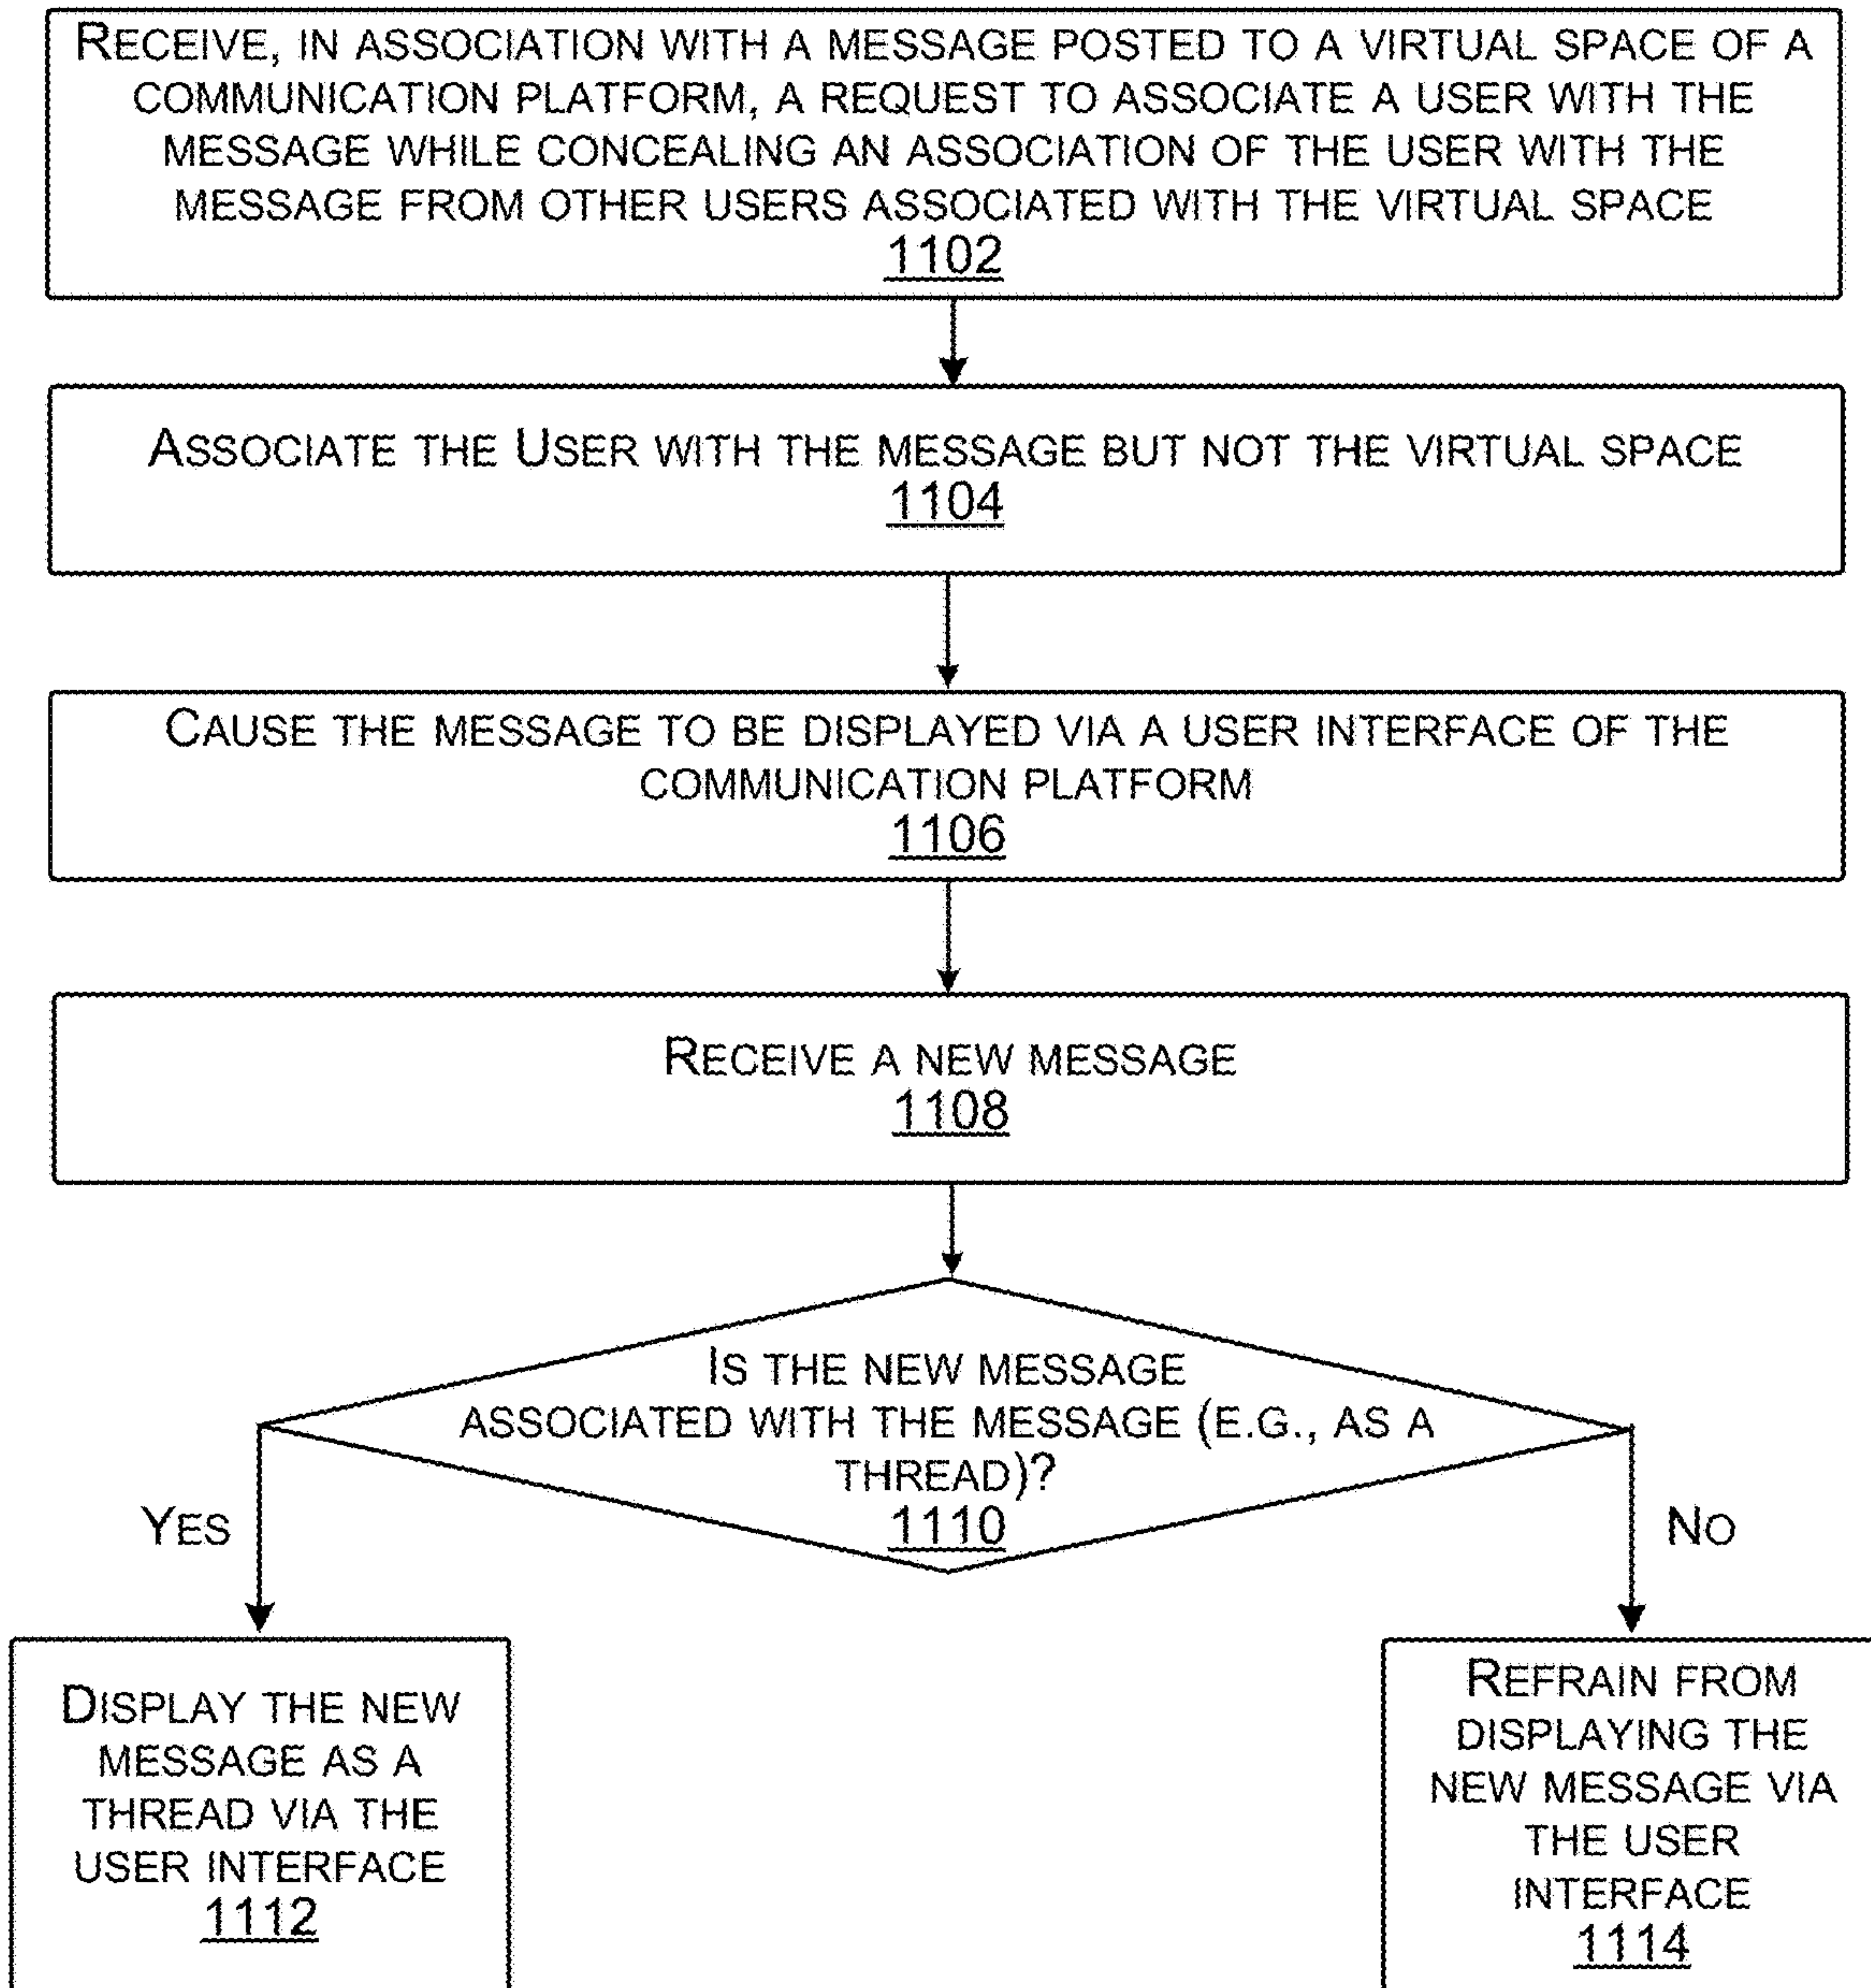 RECEIVE, IN ASSOCIATION WITH A MESSAGE POSTED TO A VIRTUAL SPACE OF A
COMMUNICATION PLATFORM, A REQUEST TO ASSOCIATE A USER WITH THE
MESSAGE WHILE CONCEALING AN ASSOCIATION OF THE USER WITH THE
MESSAGE FROM OTHER USERS ASSOCIATED WITH THE VIRTUAL SPACE
1102
ASSOCIATE THE USER WITH THE MESSAGE BUT NOT THE VIRTUAL SPACE
1104
CAUSE THE MESSAGE TO BE DISPLAYED VIA A USER INTERFACE OF THE
COMMUNICATION PLATFORM
1106
RECEIVE A NEW MESSAGE
1108
IS THE NEW MESSAGE
ASSOCIATED WITH THE MESSAGE (E.G., AS A
THREAD)?
1110
YES
NO
DISPLAY THE NEW
MESSAGE AS A
THREAD VIA THE
USER INTERFACE
1112
REFRAIN FROM
DISPLAYING THE
NEW MESSAGE VIA
THE USER
INTERFACE
1114